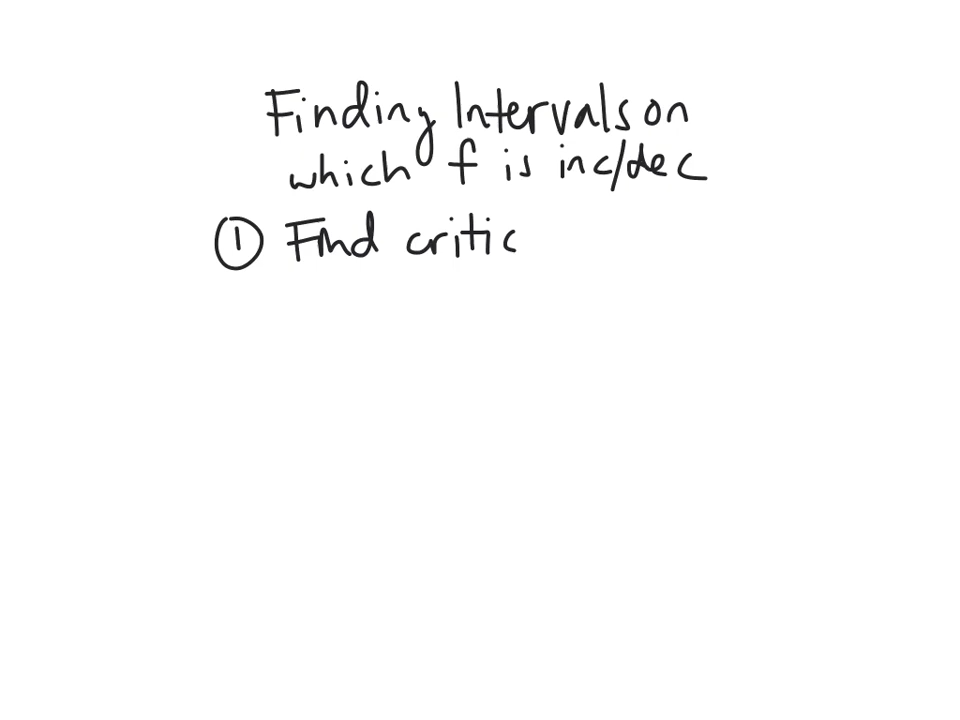 Finding Intervals on
which f is inc/dec
① Find critic